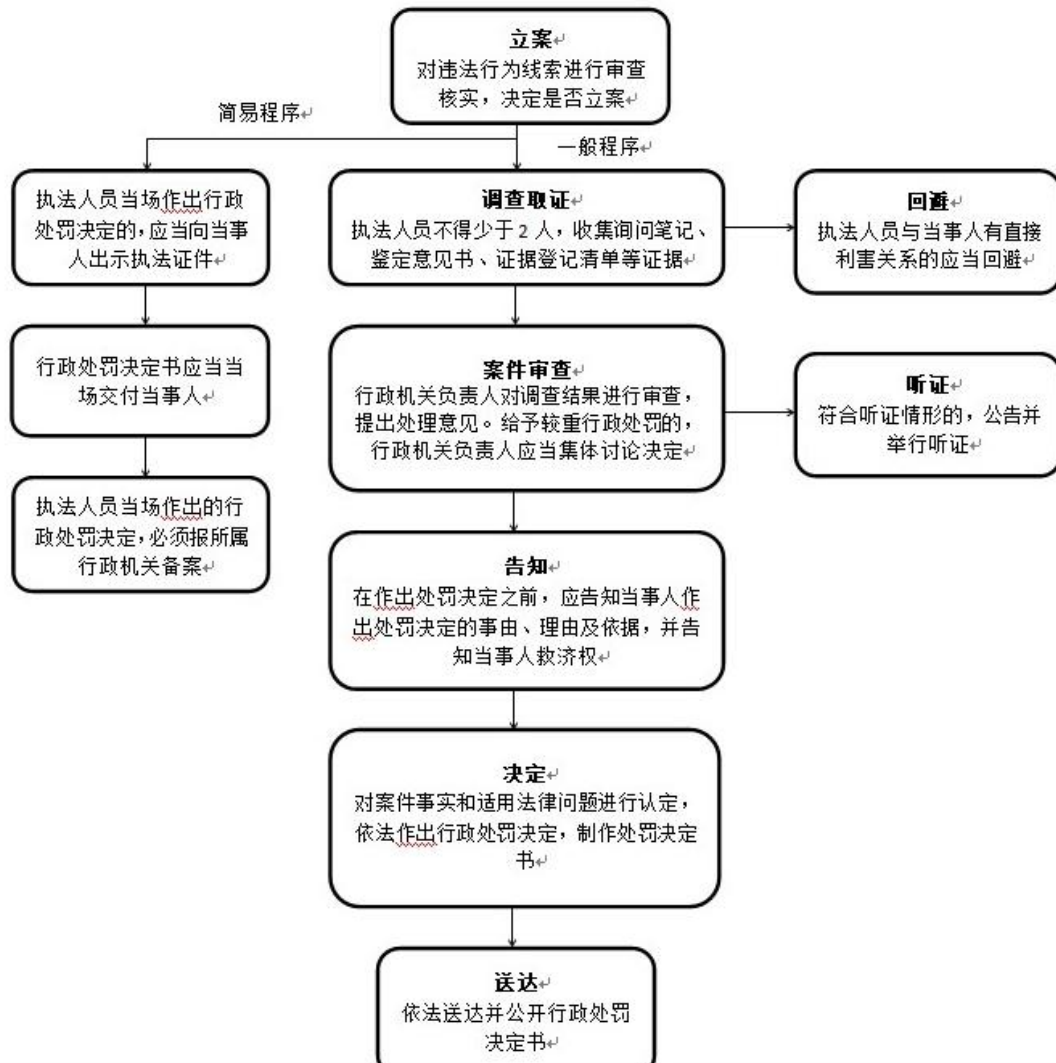 立案
对违法行为线索进行审查
核实，决定是否立案
简易程序
一般程序
执法人员当场作出行政
处罚决定的，应当向当事
人出示执法证件
调查取证
执法人员不得少于2人，收集询问笔记、
鉴定意见书、证据登记清单等证据
回避
执法人员与当事人有直接
利害关系的应当回避
行政处罚决定书应当当
场交付当事人
案件审查
行政机关负责人对调查结果进行审查，
提出处理意见。给予较重行政处罚的，
行政机关负责人应当集体讨论决定
听证
符合听证情形的，公告并
举行听证
执法人员当场作出的行
政处罚决定，必须报所属
行政机关备案
告知
在作出处罚决定之前，应告知当事人作
出处罚决定的事由、理由及依据，并告
知当事人救济权
决定
对案件事实和适用法律问题进行认定，
依法作出行政处罚决定，制作处罚决定
书
送达
依法送达并公开行政处罚
决定书